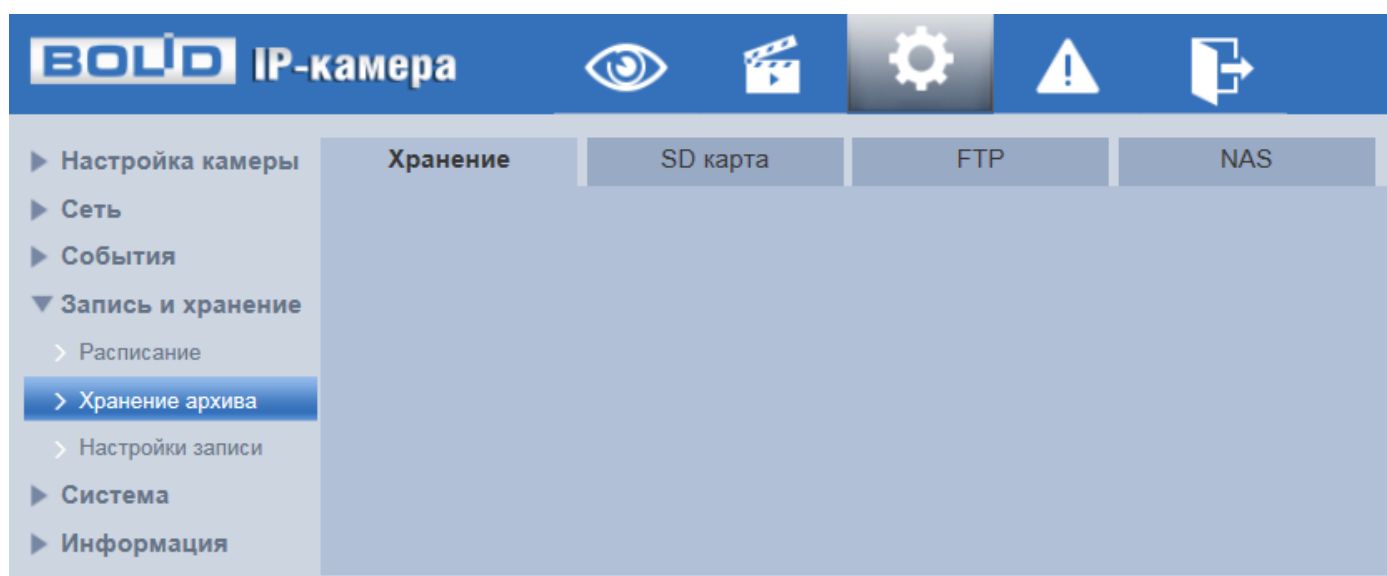 BOLID IP-камера
Настройка камеры
Сеть
События
Запись и хранение
Расписание
Хранение архива
Настройки записи
Система
Информация
Хранение SD карта FTP NAS